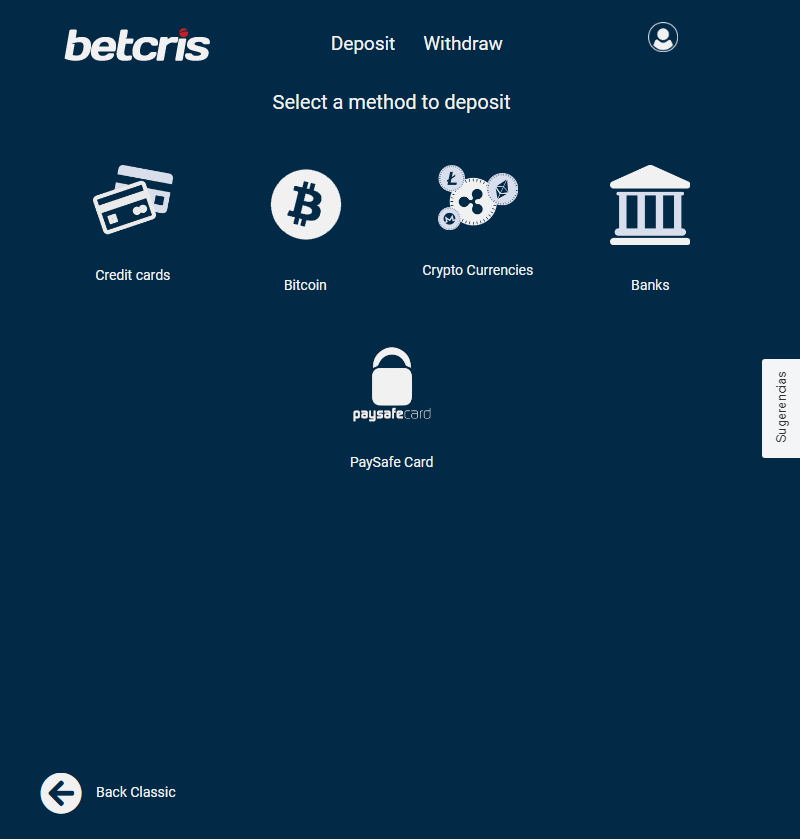 betcris
Deposit
Withdraw
Select a method to deposit
Credit cards
Bitcoin
Crypto Currencies
Banks
Sugerencias
paysafecard
PaySafe Card
Back Classic